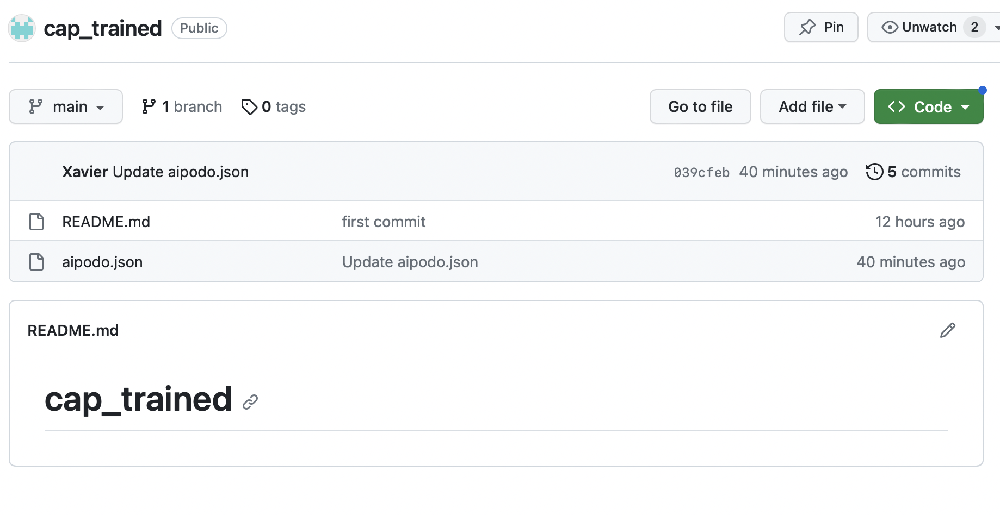 cap_trained Public Pin Unwatch 2
main 1 branch 0 tags Go to file Add file Code
Xavier Update aipodo.json 039cfeb 40 minutes ago 5 commits
README.md first commit 12 hours ago
aipodo.json Update aipodo.json 40 minutes ago
README.md
cap_trained